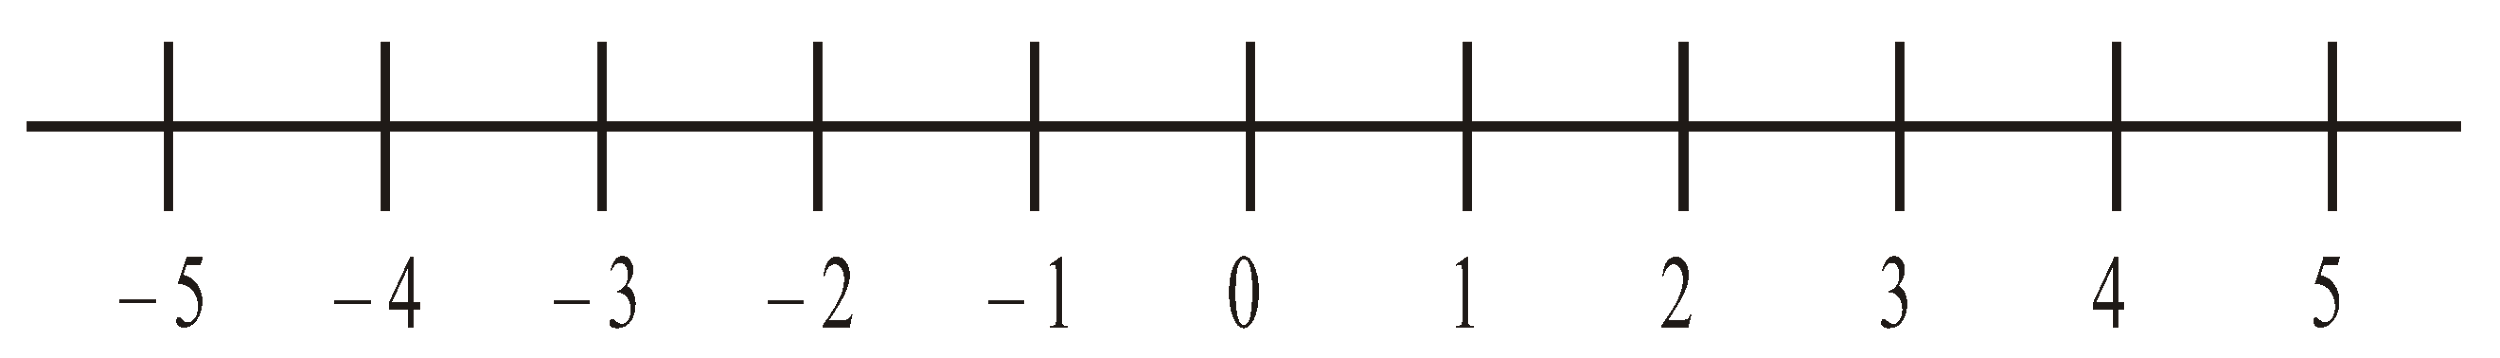 – 5 – 4 – 3 – 2 – 1 0 1 2 3 4 5